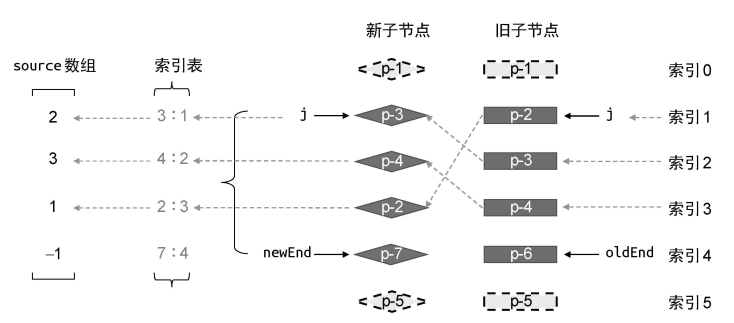 新子节点 旧子节点
source 数组 索引表 p-1 p-1 索引0
2 3:1 j p-3 p-2 j 索引1
3 4:2 p-4 p-3 索引2
1 2:3 p-2 p-4 索引3
–1 7:4 newEnd p-7 p-6 oldEnd 索引4
p-5 p-5 索引5